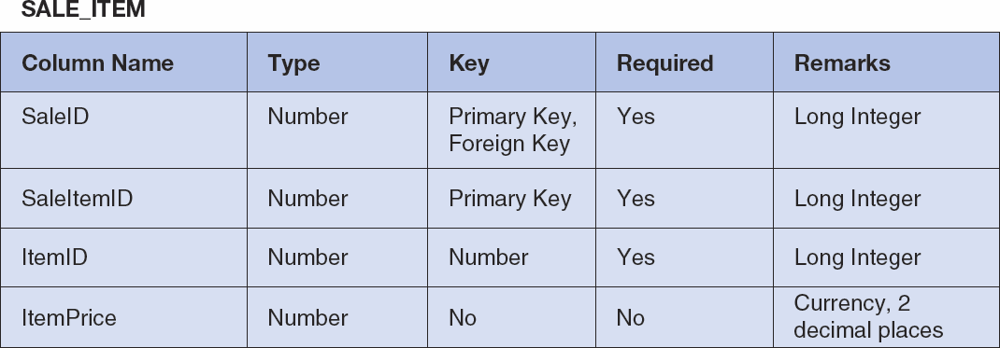 SALE_ITEM
Column Name Type Key Required Remarks
SaleID Number Primary Key, Yes Long Integer
Foreign Key
SaleItemID Number Primary Key Yes Long Integer
ItemID Number Number Yes Long Integer
ItemPrice Number No No Currency, 2
decimal places